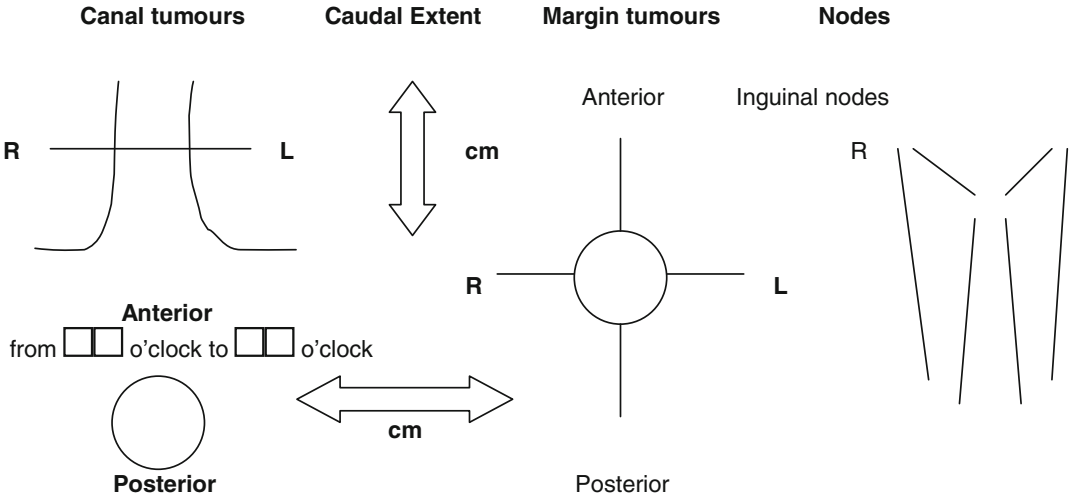 Canal tumours Caudal Extent Margin tumours Nodes
Anterior Inguinal nodes
R L cm R
R L
Anterior
from o'clock to o'clock
cm
Posterior Posterior